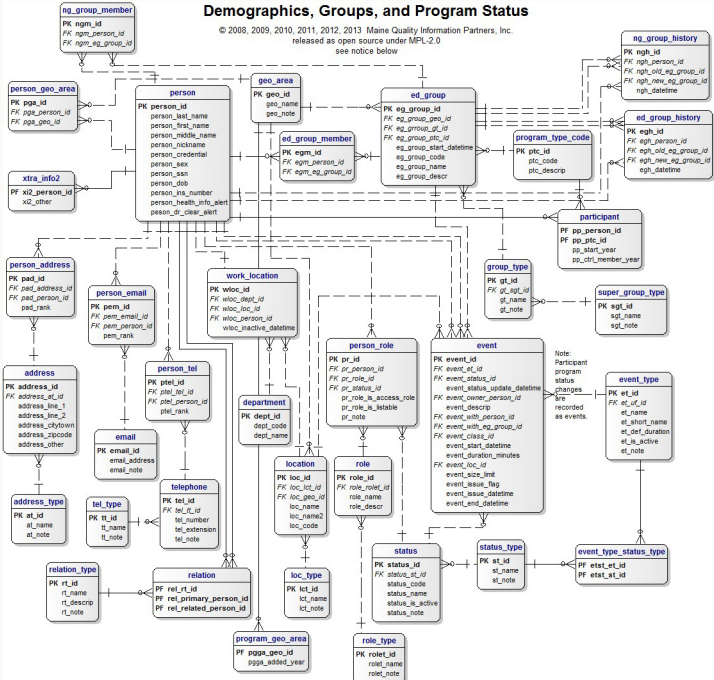 Demographics, Groups, and Program Status
© 2008, 2009, 2010, 2011, 2012, 2013 Maine Quality Information Partners, Inc.
released as open source under MPL-2.0
see notice below
ng_group_member
PK ngm_id
FK ngm_person_id
FK ngm_eg_group_id
person_geo_area
PK pga_id
FK pga_person_id
FK pga_geo_id
xtra_info2
PF xi2_person_id
xi2_other
person
PK person_id
person_last_name
person_first_name
person_middle_name
person_nickname
person_credential
person_sex
person_ssn
person_dob
person_ins_number
person_health_info_alert
peson_dr_clear_alert
geo_area
PK geo_id
geo_name
geo_note
ed_group_member
PK egm_id
FK egm_person_id
FK egm_eg_group_id
ed_group
PK eg_group_id
FK eg_group_geo_id
FK eg_group_gt_id
FK eg_group_ptc_id
eg_group_start_datetime
eg_group_code
eg_group_name
eg_group_descr
program_type_code
PK ptc_id
ptc_code
ptc_descrip
ng_group_history
PK ngh_id
FK ngh_person_id
FK ngh_old_eg_group_id
FK ngh_new_eg_group_id
ngh_datetime
ed_group_history
PK egh_id
FK egh_person_id
FK egh_old_eg_group_id
FK egh_new_eg_group_id
egh_datetime
participant
PF pp_person_id
PF pp_ptc_id
pp_start_year
pp_ctrl_member_year
person_address
PK pad_id
FK pad_address_id
FK pad_person_id
pad_rank
person_email
PK pem_id
FK pem_email_id
FK pem_person_id
pem_rank
work_location
PK wloc_id
FK wloc_dept_id
FK wloc_loc_id
FK wloc_person_id
wloc_inactive_datetime
group_type
PK gt_id
FK gt_sgt_id
gt_name
gt_note
super_group_type
PK sgt_id
sgt_name
sgt_note
address
PK address_id
FK address_at_id
address_line_1
address_line_2
address_citytown
address_zipcode
address_other
person_tel
PK ptel_id
FK ptel_tel_id
FK ptel_person_id
ptel_rank
department
PK dept_id
dept_code
dept_name
person_role
PK pr_id
FK pr_person_id
FK pr_role_id
FK pr_status_id
pr_role_is_access_role
pr_role_is_listable
pr_note
event
PK event_id
FK event_et_id
FK event_status_id
event_status_update_datetime
FK event_owner_person_id
event_descrip
FK event_with_person_id
FK event_with_eg_group_id
FK event_class_id
event_start_datetime
event_duration_minutes
FK event_loc_id
event_size_limit
event_issue_flag
event_issue_datetime
event_end_datetime
Note:
Participant
program
status
changes
are
recorded
as events.
event_type
PK et_id
FK et_uf_id
et_name
et_short_name
et_def_duration
et_is_active
et_note
email
PK email_id
email_address
email_note
address_type
PK at_id
at_name
at_note
tel_type
PK tt_id
tt_name
tt_note
telephone
PK tel_id
FK tel_tt_id
tel_number
tel_extension
tel_note
location
PK loc_id
FK loc_lct_id
FK loc_geo_id
loc_name
loc_name2
loc_code
role
PK role_id
FK role_rolet_id
role_name
role_descr
relation_type
PK rt_id
rt_name
rt_descrip
rt_note
relation
PF rel_rt_id
PF rel_primary_person_id
PF rel_related_person_id
loc_type
PK lct_id
lct_name
lct_note
status
PK status_id
FK status_st_id
status_code
status_name
status_is_active
status_note
status_type
PK st_id
st_name
st_note
event_type_status_type
PF etst_et_id
PF etst_st_id
program_geo_area
PF pgga_geo_id
pgga_added_year
role_type
PK rolet_id
rolet_name
rolet_note